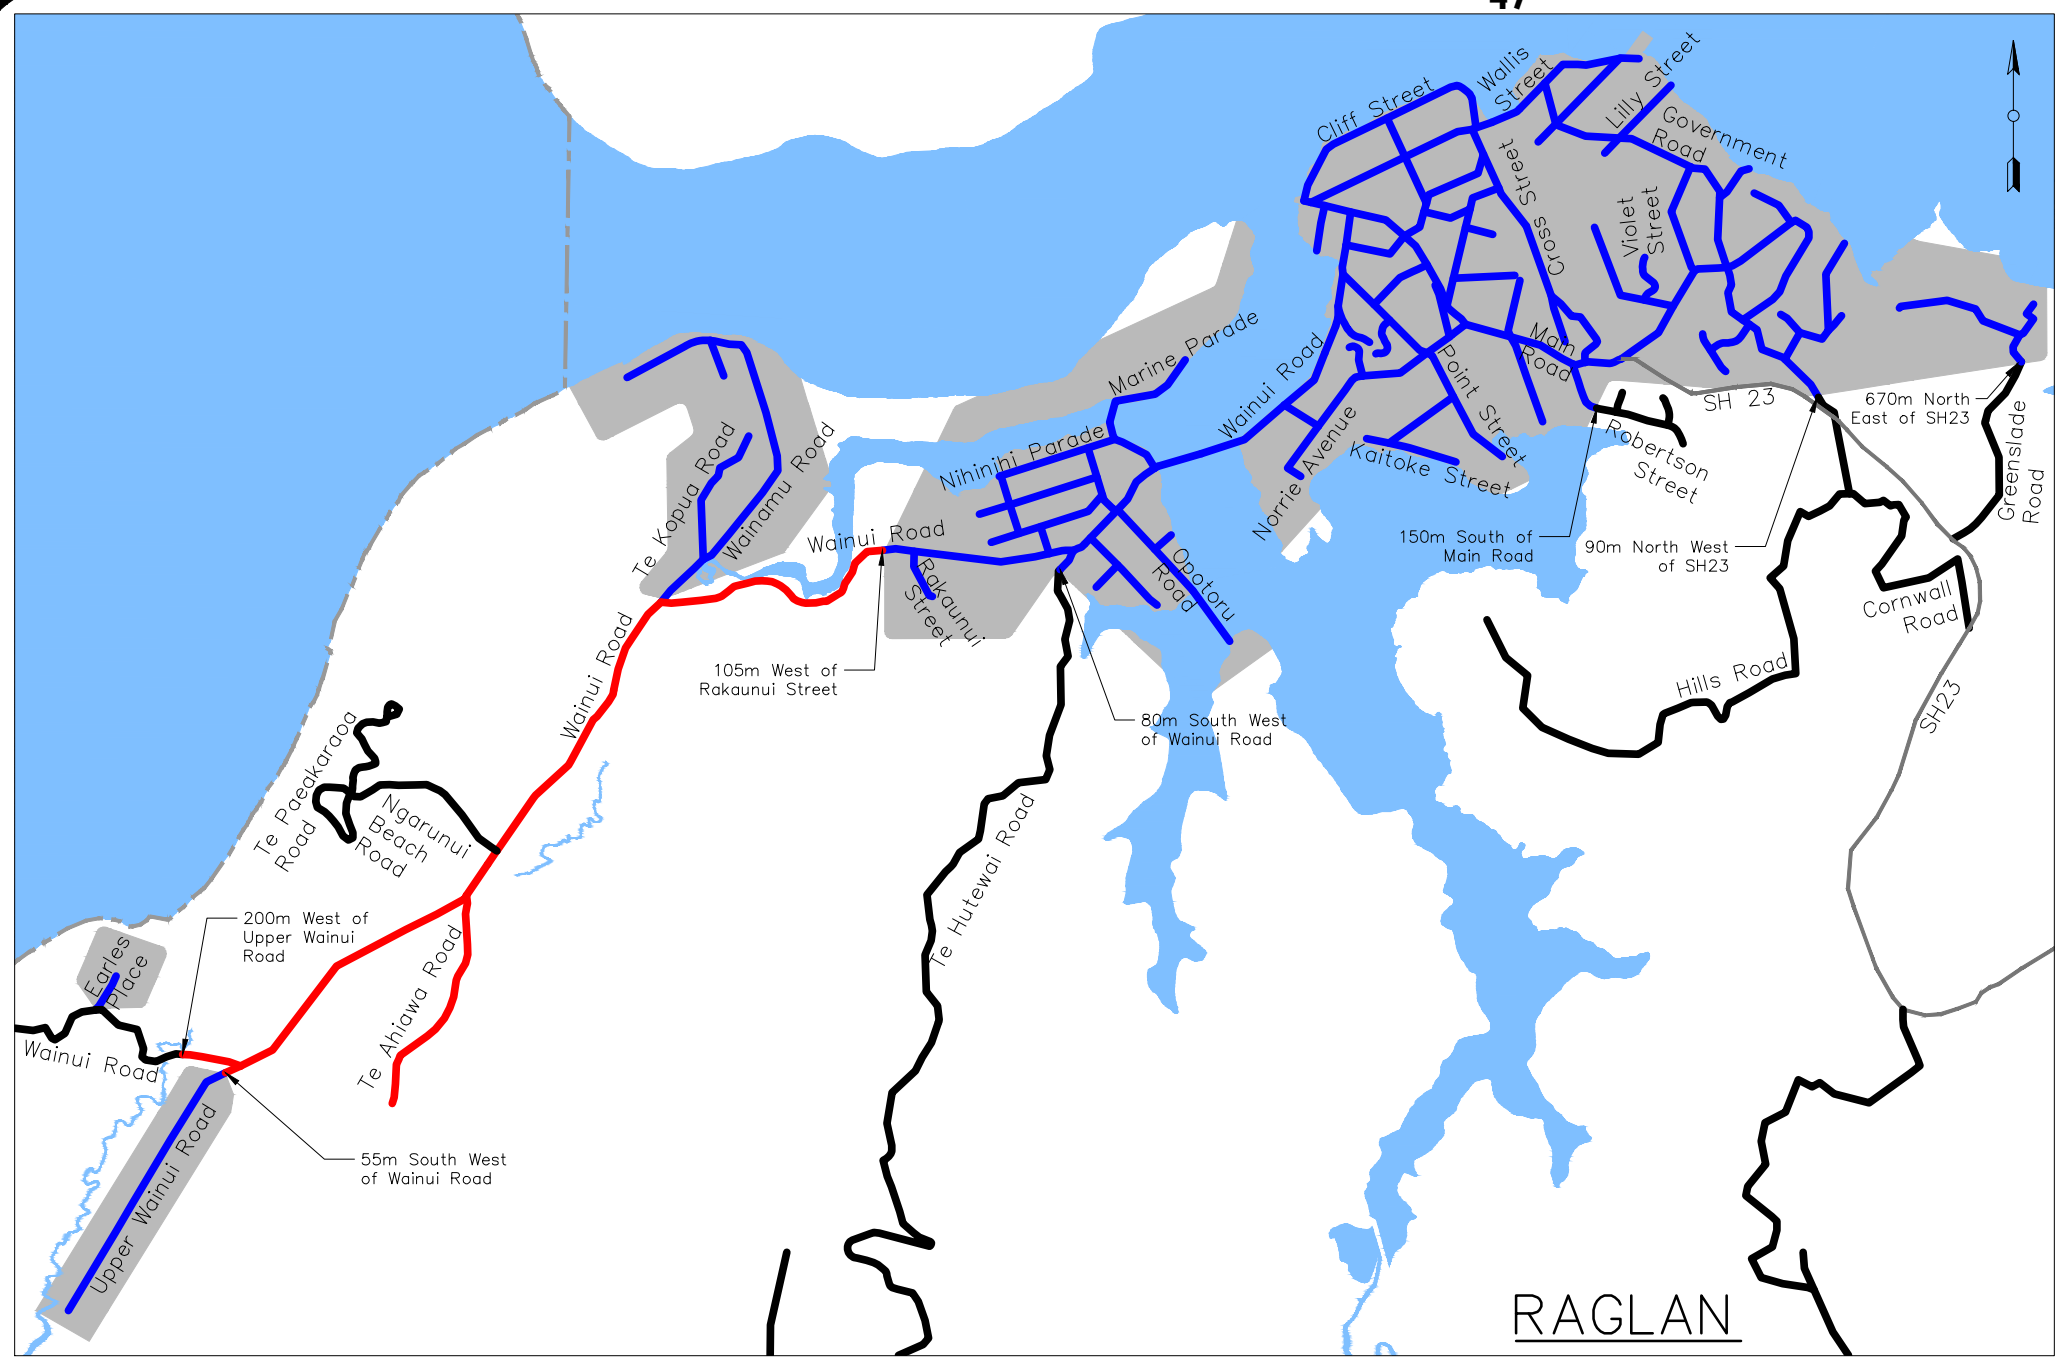 47
Wallis
Street
Cliff Street
Lilly Street
Government
Road
Cross Street
Violet
Street
Marine Parade
Wainui Road
Main
Road
Point Street
SH 23
670m North
East of SH23
Robertson
Street
Greenslade
Road
Norrie Avenue
Kaitoke Street
Nihinihi Parade
Te Kopua Road
Wainamu Road
Wainui Road
Rakaunui
Street
Opotoru
Road
150m South of
Main Road
90m North West
of SH23
Cornwall
Road
Hills Road
SH23
Wainui Road
105m West of
Rakaunui Street
80m South West
of Wainui Road
Te Paeakaraoa
Road
Ngarunui
Beach
Road
Te Hutewai Road
200m West of
Upper Wainui
Road
Earles
Place
Te Ahiawa Road
Wainui Road
55m South West
of Wainui Road
Upper Wainui Road
RAGLAN